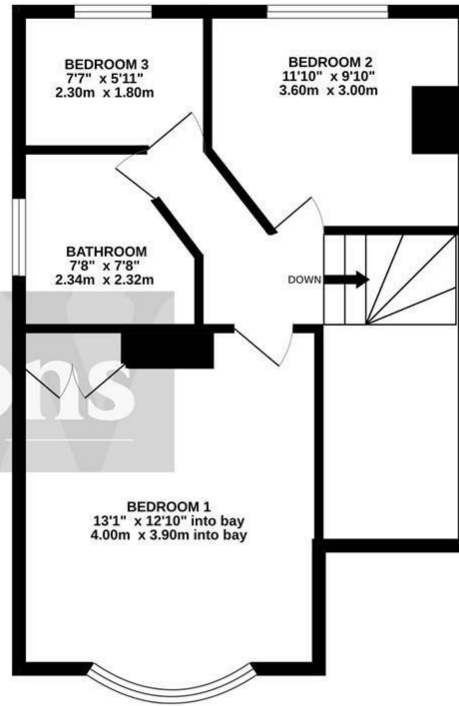 BEDROOM 3
7'7" x 5'11"
2.30m x 1.80m
BEDROOM 2
11'10" x 9'10"
3.60m x 3.00m
BATHROOM
7'8" x 7'8"
2.34m x 2.32m
DOWN
ons
BEDROOM 1
13'1" x 12'10" into bay
4.00m x 3.90m into bay